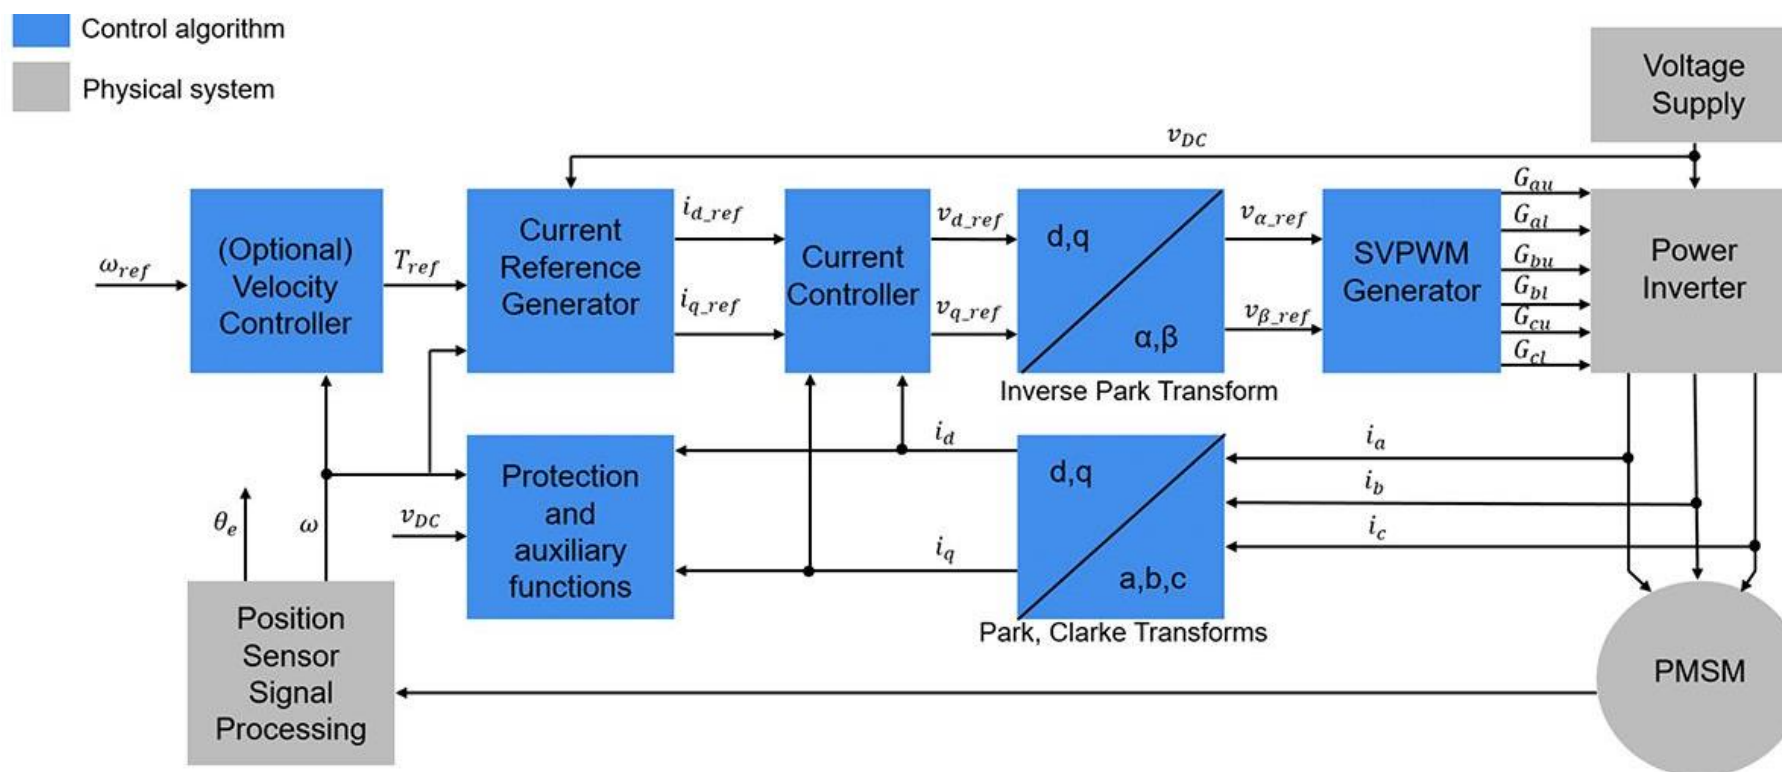 Control algorithm
Physical system
Voltage
Supply
v_DC
ω_ref
(Optional)
Velocity
Controller
T_ref
Current
Reference
Generator
i_d_ref
i_q_ref
Current
Controller
v_d_ref
v_q_ref
d,q
α,β
Inverse Park Transform
v_α_ref
v_β_ref
SVPWM
Generator
G_au
G_al
G_bu
G_bl
G_cu
G_cl
Power
Inverter
θ_e
ω
v_DC
Protection
and
auxiliary
functions
i_d
i_q
d,q
a,b,c
Park, Clarke Transforms
i_a
i_b
i_c
Position
Sensor
Signal
Processing
PMSM